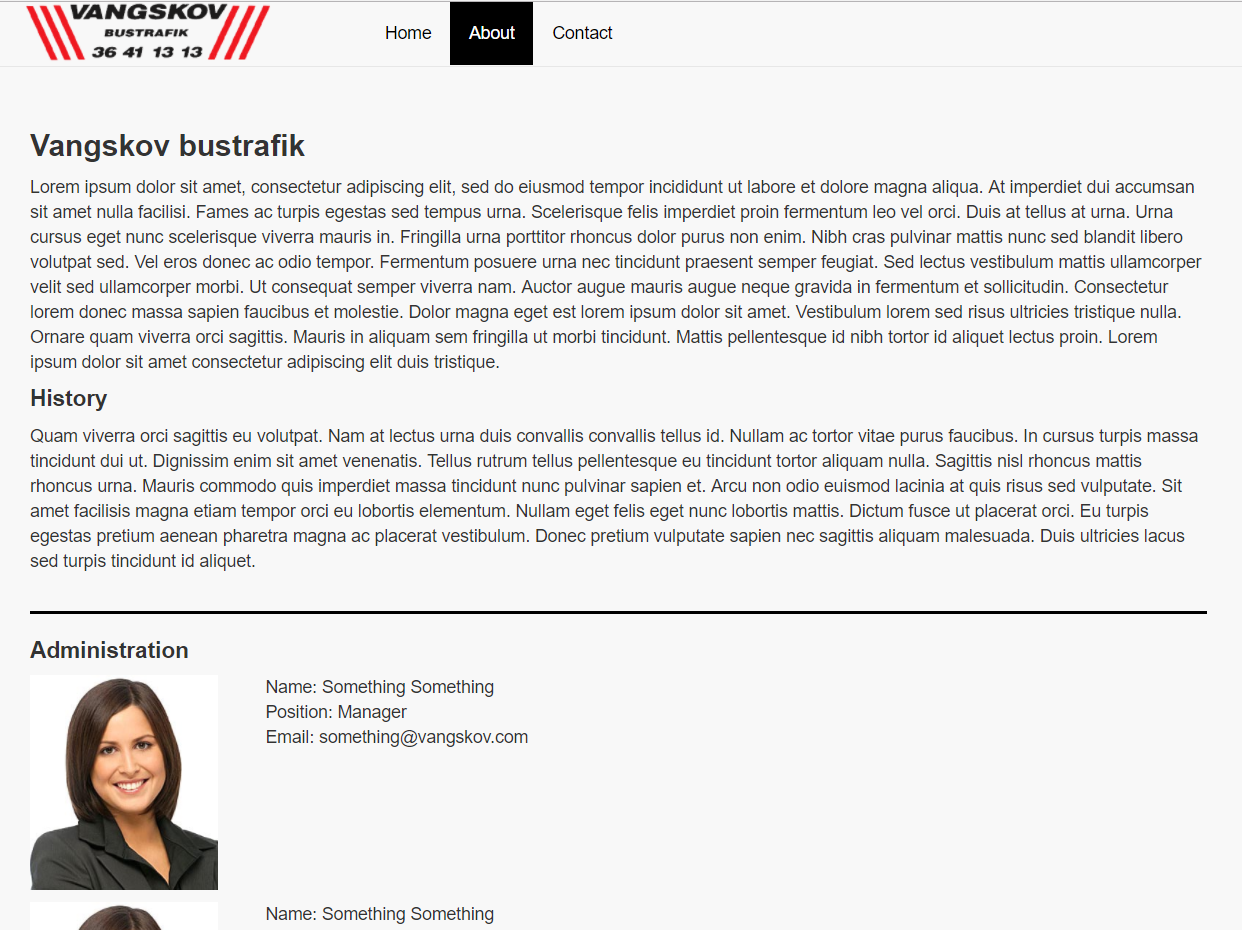 VANGSKOV
BUSTRAFIK
36 41 13 13
Home About Contact
Vangskov bustrafik
Lorem ipsum dolor sit amet, consectetur adipiscing elit, sed do eiusmod tempor incididunt ut labore et dolore magna aliqua. At imperdiet dui accumsan
sit amet nulla facilisi. Fames ac turpis egestas sed tempus urna. Scelerisque felis imperdiet proin fermentum leo vel orci. Duis at tellus at urna. Urna
cursus eget nunc scelerisque viverra mauris in. Fringilla urna porttitor rhoncus dolor purus non enim. Nibh cras pulvinar mattis nunc sed blandit libero
volutpat sed. Vel eros donec ac odio tempor. Fermentum posuere urna nec tincidunt praesent semper feugiat. Sed lectus vestibulum mattis ullamcorper
velit sed ullamcorper morbi. Ut consequat semper viverra nam. Auctor augue mauris augue neque gravida in fermentum et sollicitudin. Consectetur
lorem donec massa sapien faucibus et molestie. Dolor magna eget est lorem ipsum dolor sit amet. Vestibulum lorem sed risus ultricies tristique nulla.
Ornare quam viverra orci sagittis. Mauris in aliquam sem fringilla ut morbi tincidunt. Mattis pellentesque id nibh tortor id aliquet lectus proin. Lorem
ipsum dolor sit amet consectetur adipiscing elit duis tristique.
History
Quam viverra orci sagittis eu volutpat. Nam at lectus urna duis convallis convallis tellus id. Nullam ac tortor vitae purus faucibus. In cursus turpis massa
tincidunt dui ut. Dignissim enim sit amet venenatis. Tellus rutrum tellus pellentesque eu tincidunt tortor aliquam nulla. Sagittis nisl rhoncus mattis
rhoncus urna. Mauris commodo quis imperdiet massa tincidunt nunc pulvinar sapien et. Arcu non odio euismod lacinia at quis risus sed vulputate. Sit
amet facilisis magna etiam tempor orci eu lobortis elementum. Nullam eget felis eget nunc lobortis mattis. Dictum fusce ut placerat orci. Eu turpis
egestas pretium aenean pharetra magna ac placerat vestibulum. Donec pretium vulputate sapien nec sagittis aliquam malesuada. Duis ultricies lacus
sed turpis tincidunt id aliquet.
Administration
Name: Something Something
Position: Manager
Email: something@vangskov.com
Name: Something Something